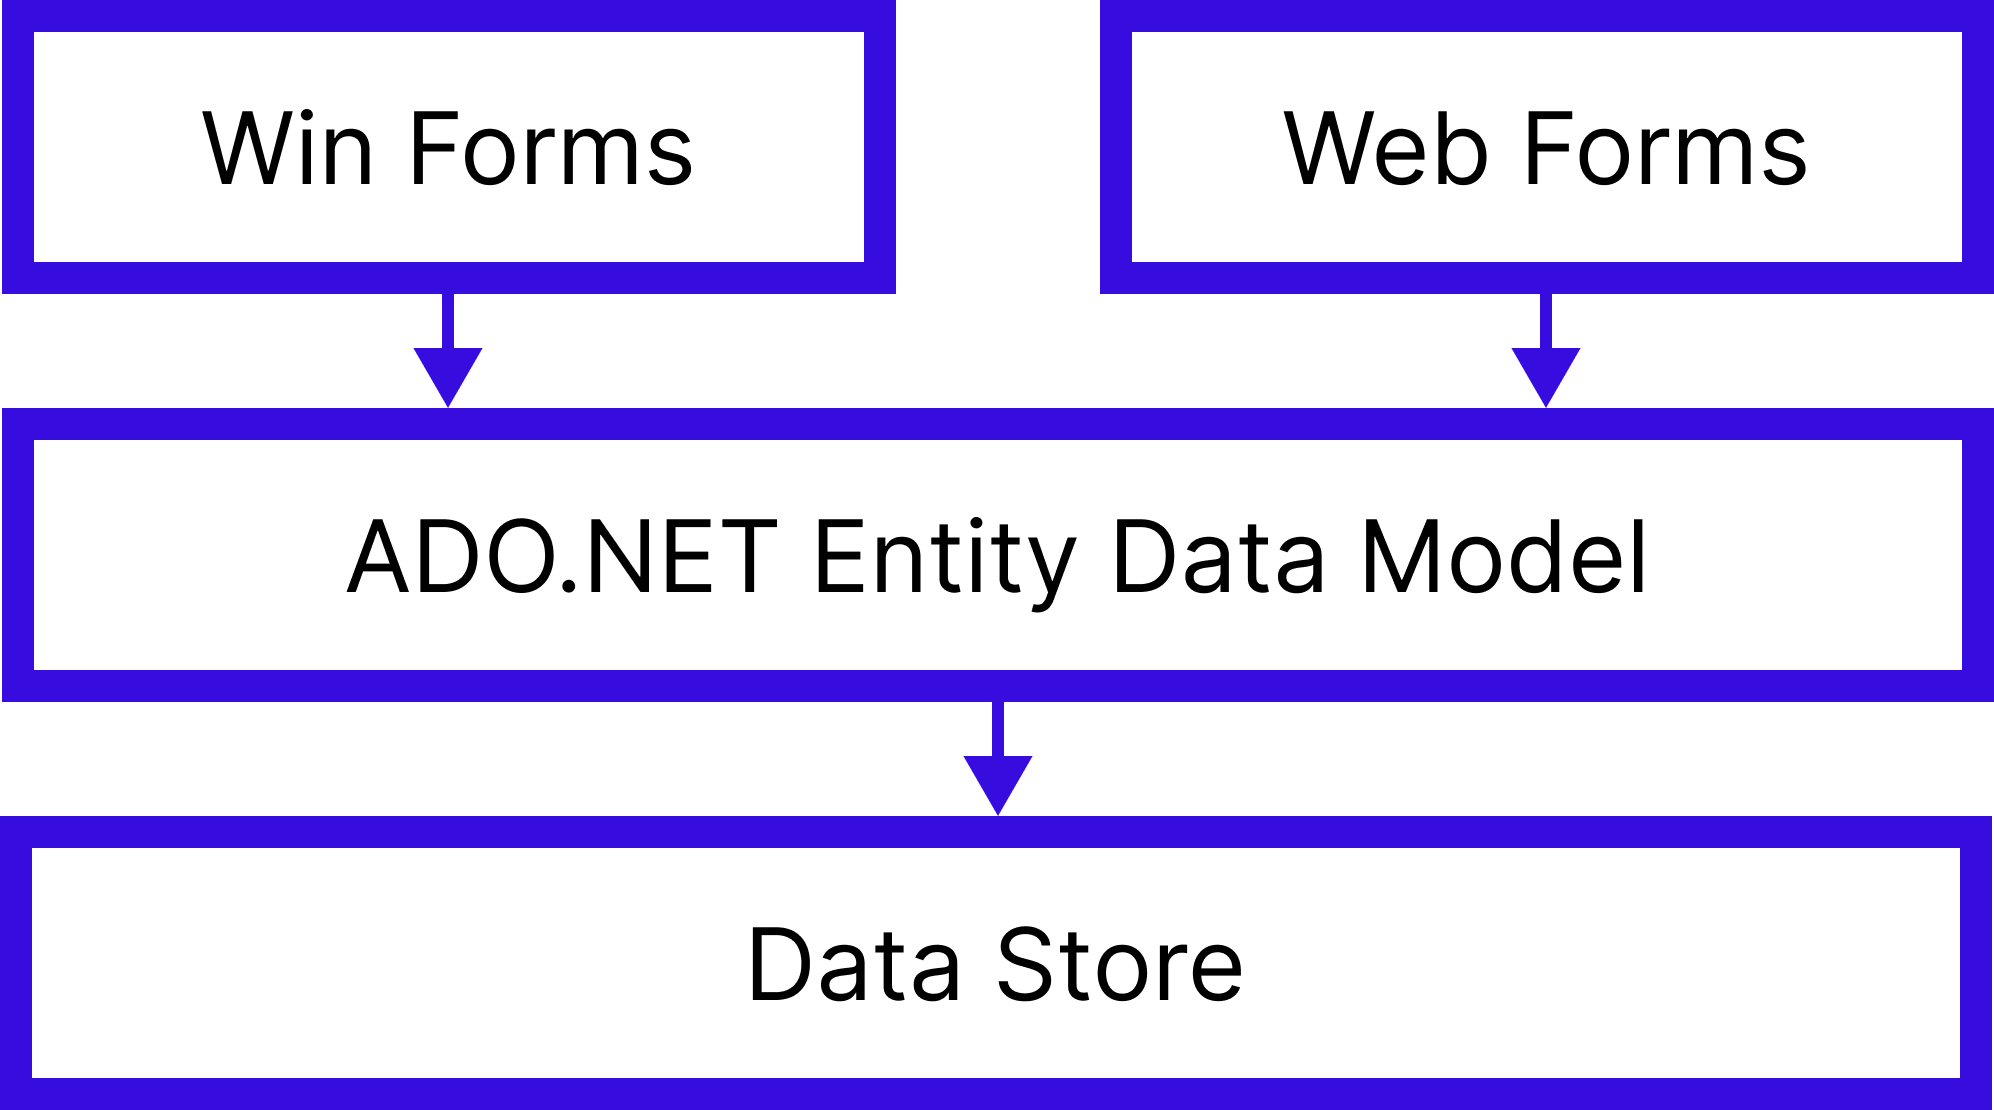 Win Forms
Web Forms
ADO.NET Entity Data Model
Data Store